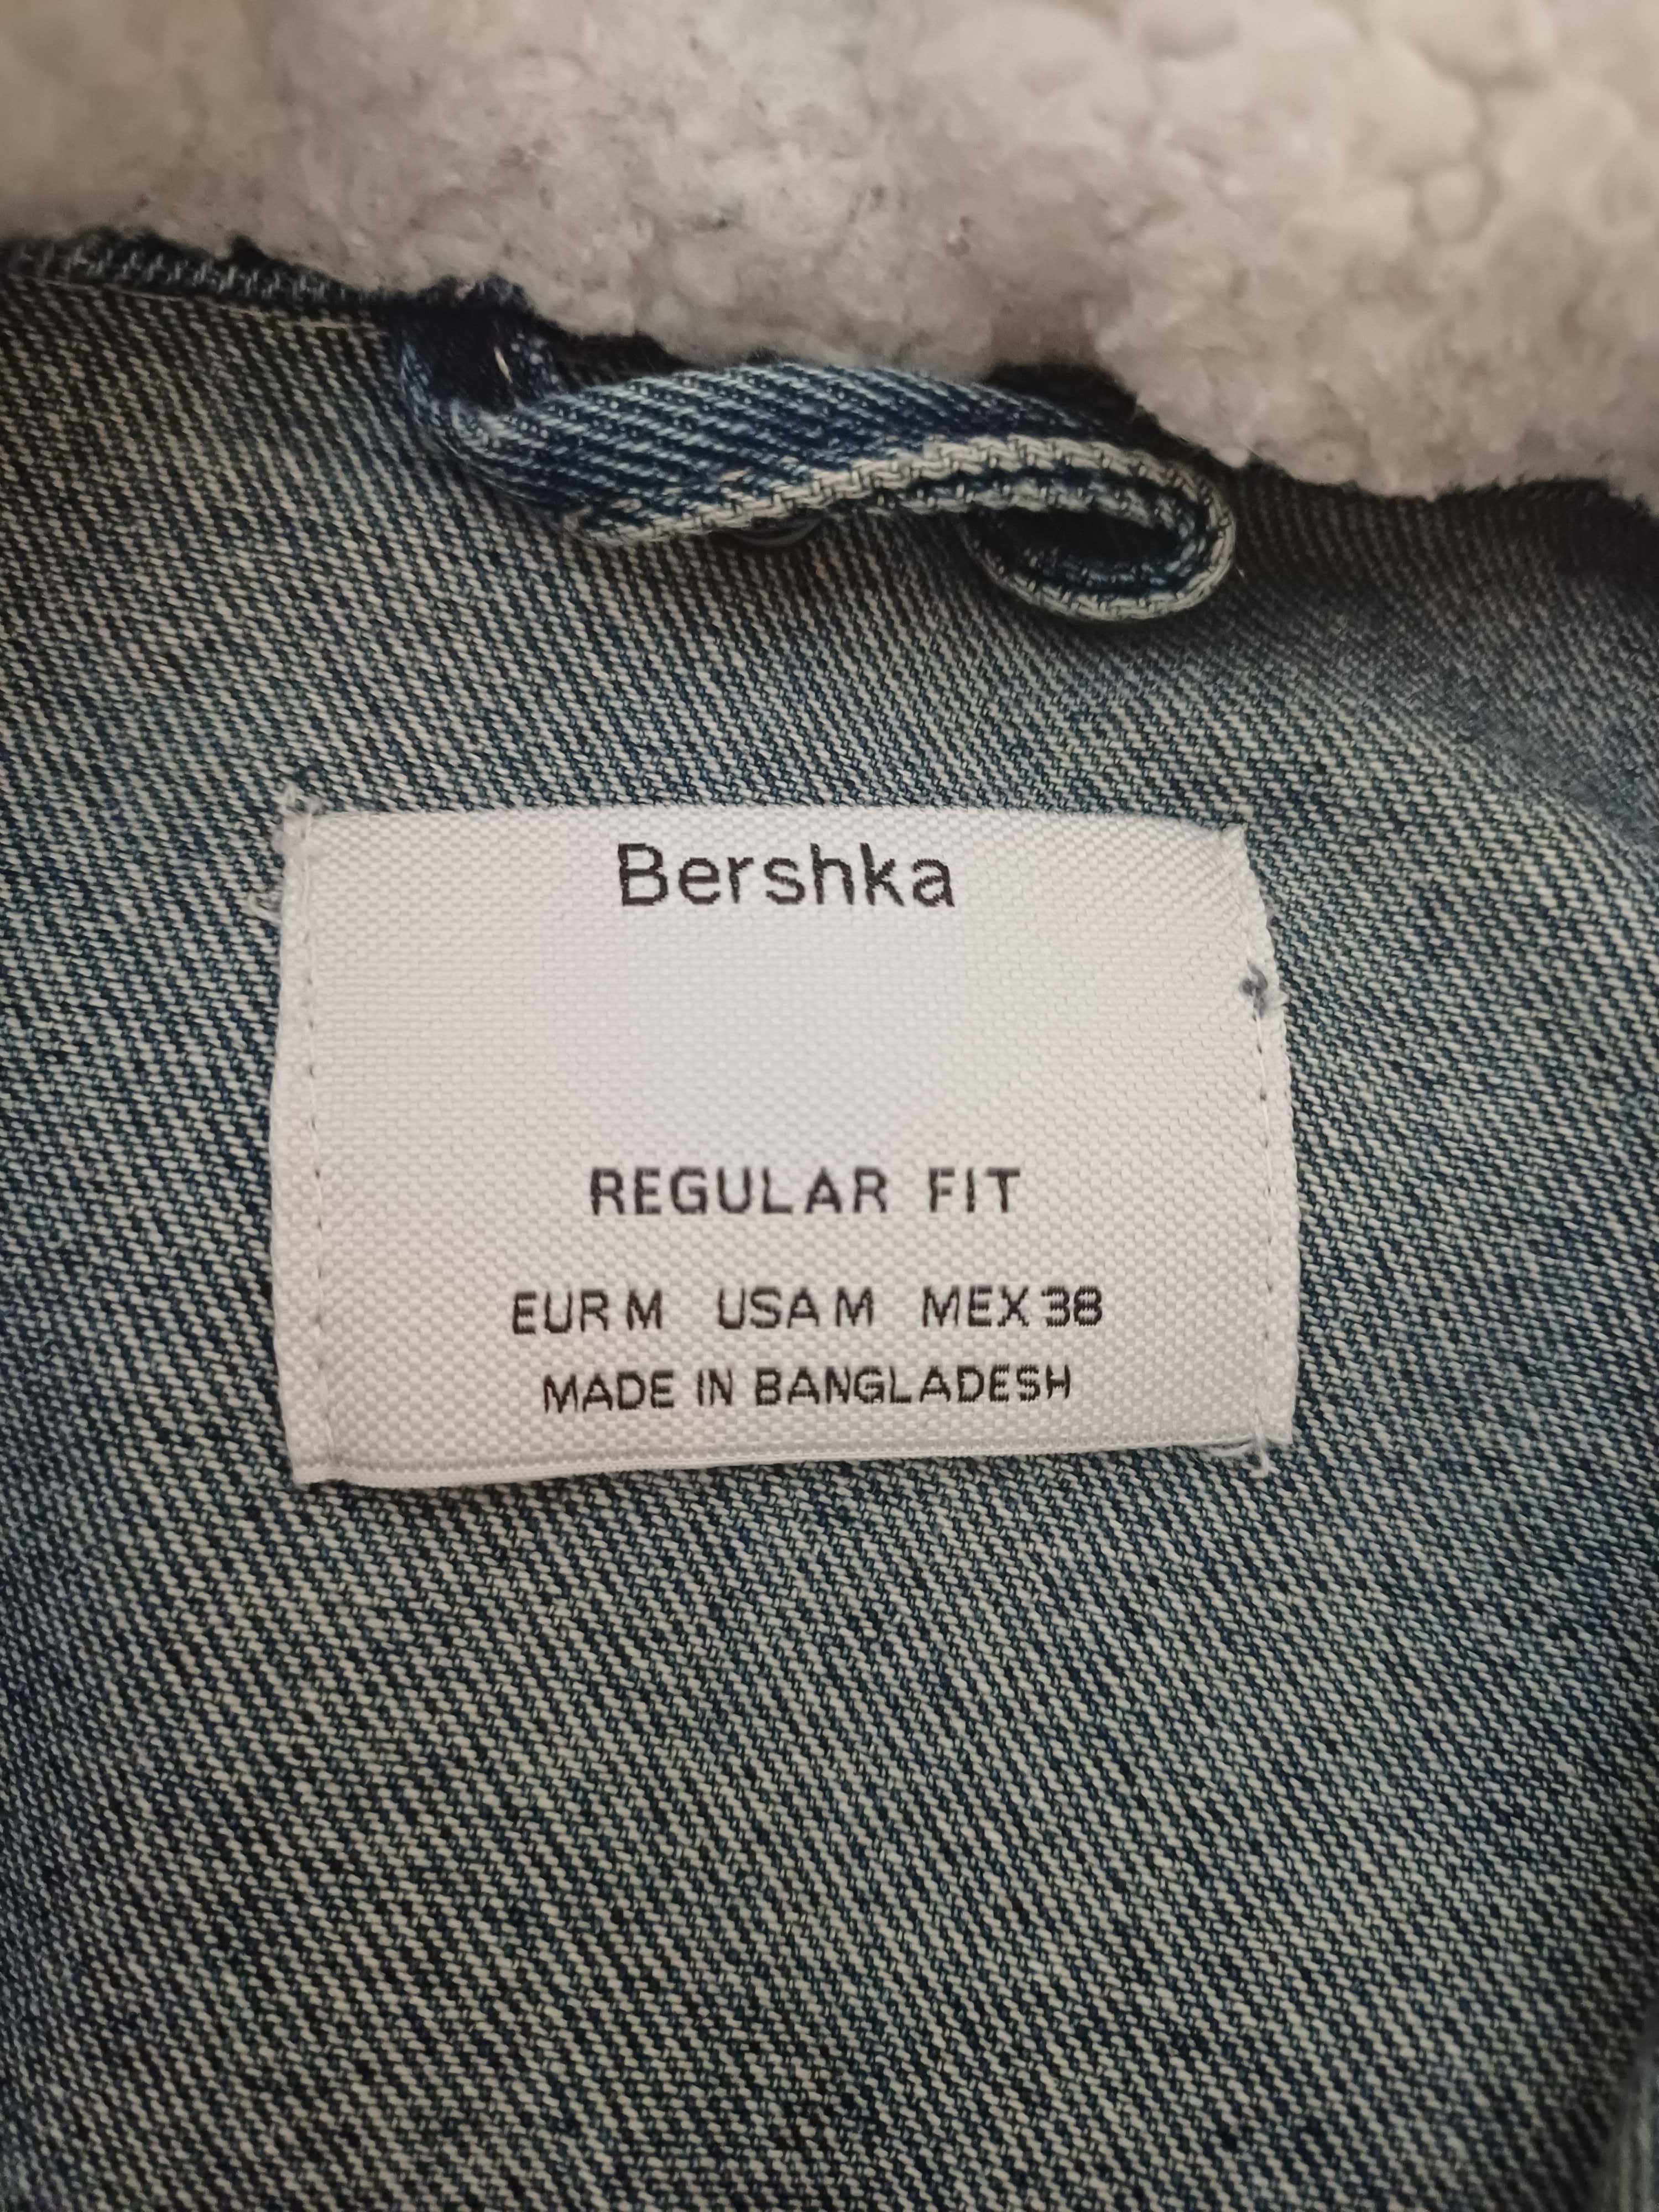 Bershka
REGULAR FIT
EUR M USA M MEX 38
MADE IN BANGLADESH